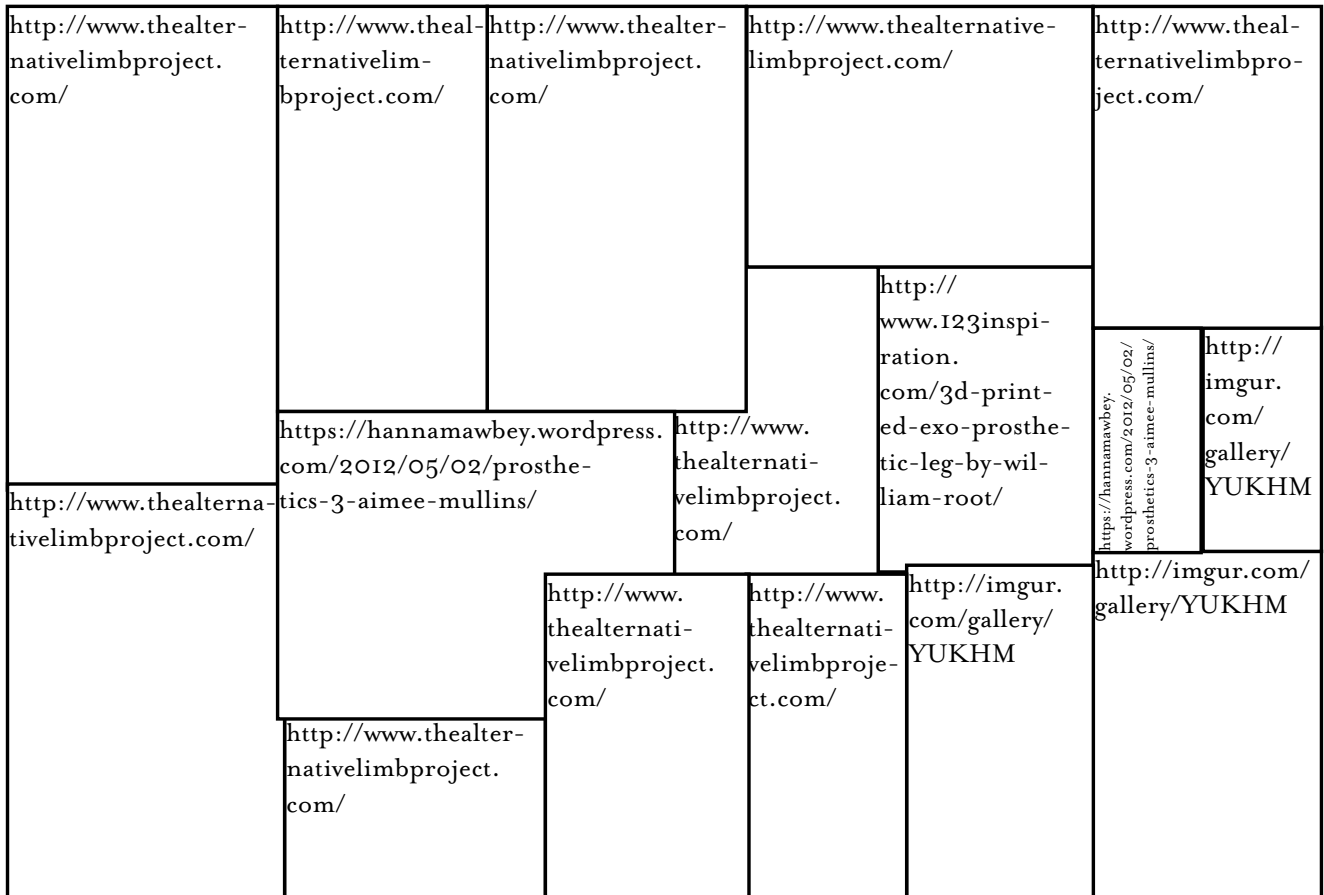 http://www.thealter-
nativelimbproject.
com/
http://www.theal-
ternativelim-
bproject.com/
http://www.thealter-
nativelimbproject.
com/
http://www.thealternative-
limbproject.com/
http://www.theal-
ternativelimbpro-
ject.com/
http://
www.123inspi-
ration.
com/3d-print-
ed-exo-prosthe-
tic-leg-by-wil-
liam-root/
https://hannamawbey.
wordpress.com/2012/05/02/
prosthetics-3-aimee-mullins/
http://
imgur.
com/
gallery/
YUKHM
https://hannamawbey.wordpress.
com/2012/05/02/prosthe-
tics-3-aimee-mullins/
http://www.
thealternati-
velimbproject.
com/
http://www.thealterna-
tivelimbproject.com/
http://www.
thealternati-
velimbproject.
com/
http://www.
thealternati-
velimbproje-
ct.com/
http://imgur.
com/gallery/
YUKHM
http://imgur.com/
gallery/YUKHM
http://www.thealter-
nativelimbproject.
com/